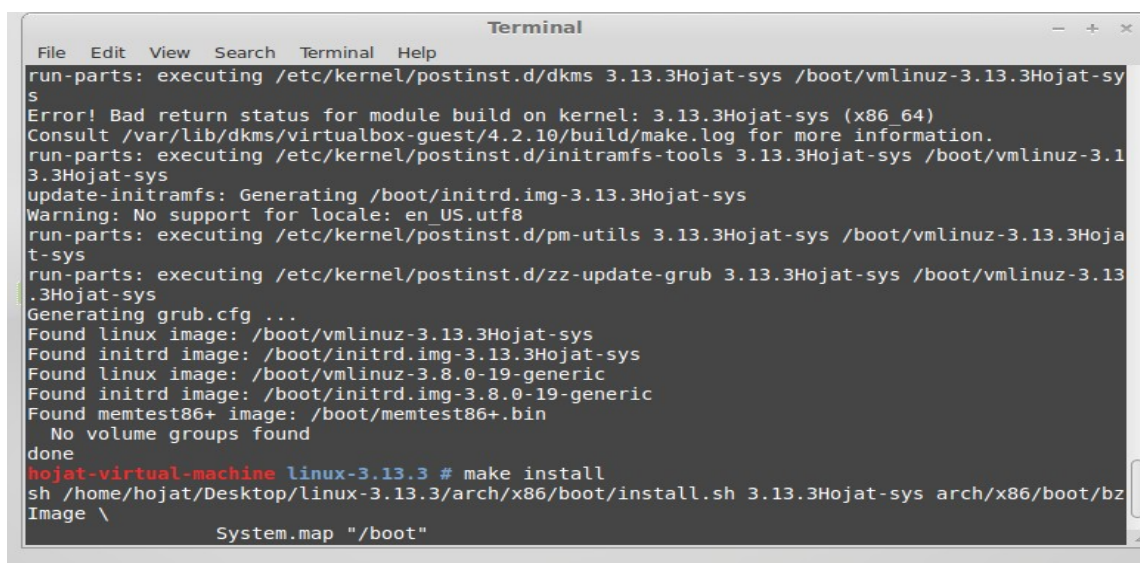 Terminal
File Edit View Search Terminal Help
run-parts: executing /etc/kernel/postinst.d/dkms 3.13.3Hojat-sys /boot/vmlinuz-3.13.3Hojat-sy
s
Error! Bad return status for module build on kernel: 3.13.3Hojat-sys (x86_64)
Consult /var/lib/dkms/virtualbox-guest/4.2.10/build/make.log for more information.
run-parts: executing /etc/kernel/postinst.d/initramfs-tools 3.13.3Hojat-sys /boot/vmlinuz-3.1
3.3Hojat-sys
update-initramfs: Generating /boot/initrd.img-3.13.3Hojat-sys
Warning: No support for locale: en_US.utf8
run-parts: executing /etc/kernel/postinst.d/pm-utils 3.13.3Hojat-sys /boot/vmlinuz-3.13.3Hoja
t-sys
run-parts: executing /etc/kernel/postinst.d/zz-update-grub 3.13.3Hojat-sys /boot/vmlinuz-3.13
.3Hojat-sys
Generating grub.cfg ...
Found linux image: /boot/vmlinuz-3.13.3Hojat-sys
Found initrd image: /boot/initrd.img-3.13.3Hojat-sys
Found linux image: /boot/vmlinuz-3.8.0-19-generic
Found initrd image: /boot/initrd.img-3.8.0-19-generic
Found memtest86+ image: /boot/memtest86+.bin
No volume groups found
done
hojat-virtual-machine linux-3.13.3 # make install
sh /home/hojat/Desktop/linux-3.13.3/arch/x86/boot/install.sh 3.13.3Hojat-sys arch/x86/boot/bz
Image \
System.map "/boot"